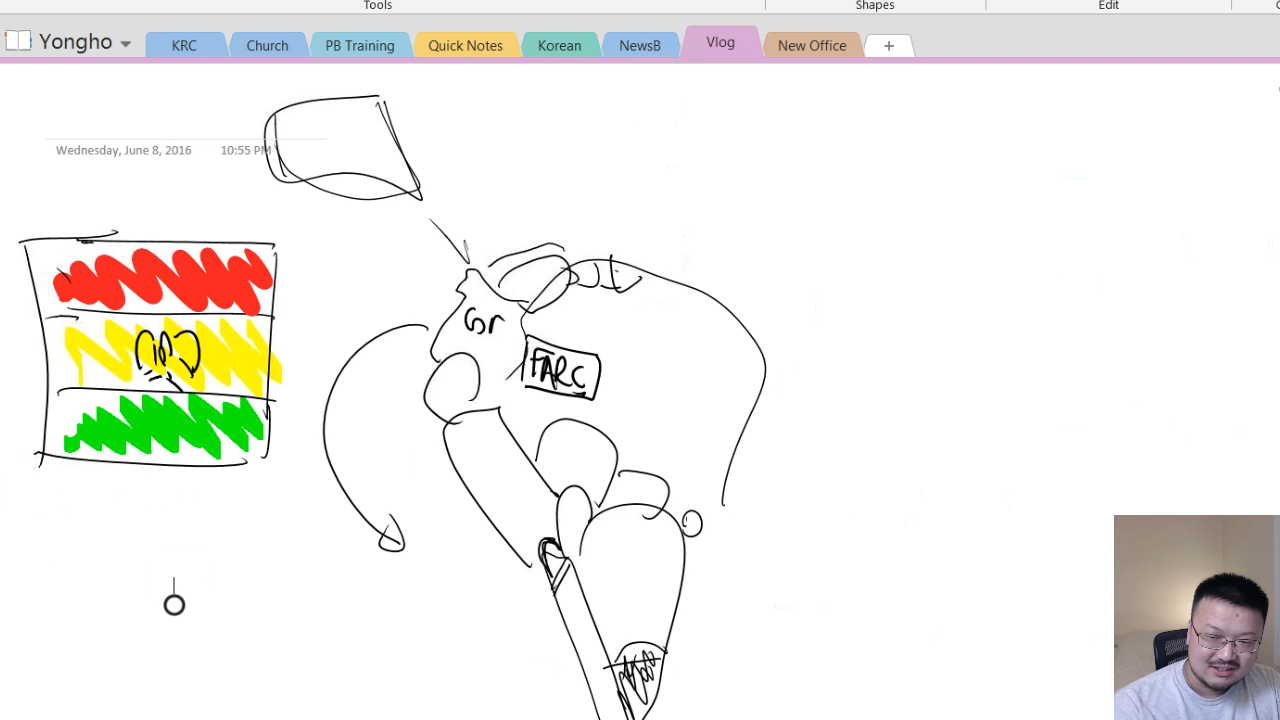 Tools Shapes Edit
Yongho KRC Church PB Training Quick Notes Korean NewsB Vlog New Office +
Wednesday, June 8, 2016 10:55 PM
Gr
FARC